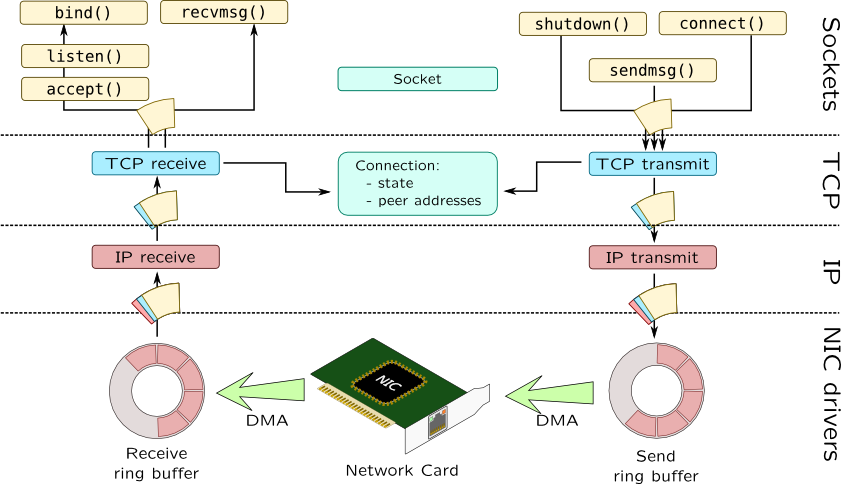 bind()
recvmsg()
listen()
accept()
Socket
shutdown()
connect()
sendmsg()
Sockets
TCP receive
Connection:
- state
- peer addresses
TCP transmit
TCP
IP receive
IP transmit
IP
NIC
DMA
DMA
Receive
ring buffer
Network Card
Send
ring buffer
NIC drivers